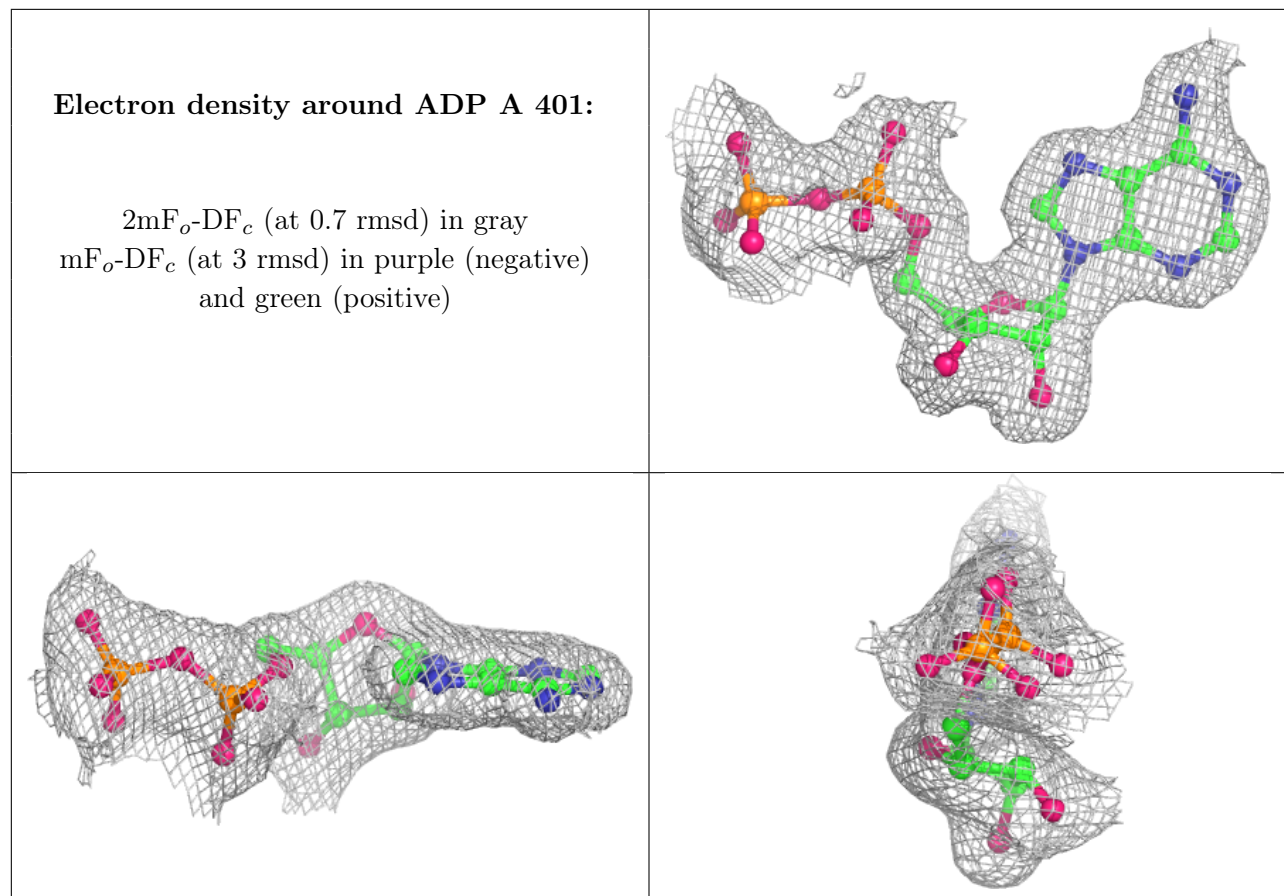 Electron density around ADP A 401:
2mFₒ-DF𝒸 (at 0.7 rmsd) in gray
mFₒ-DF𝒸 (at 3 rmsd) in purple (negative)
and green (positive)